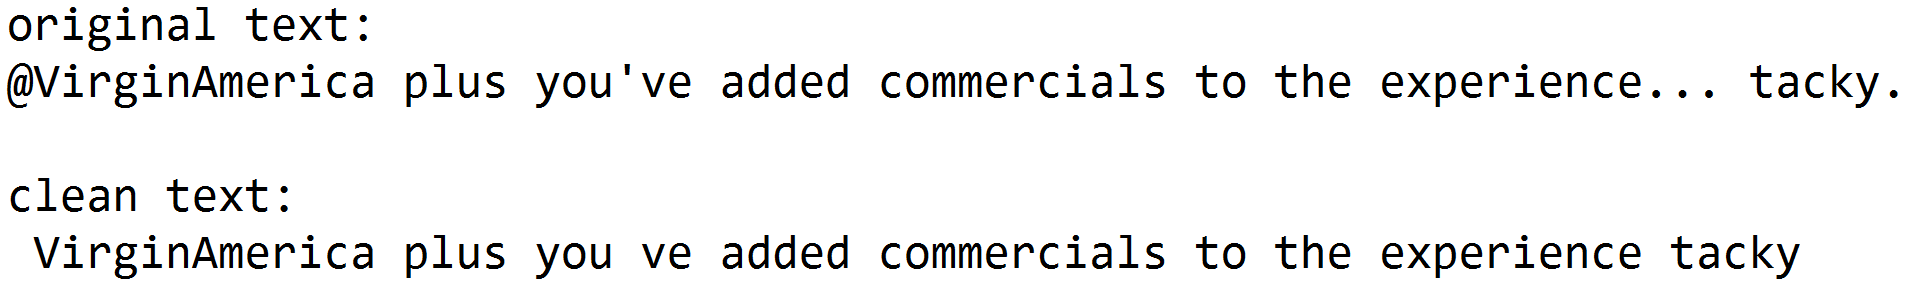 original text:
@VirginAmerica plus you've added commercials to the experience... tacky.
clean text:
VirginAmerica plus you ve added commercials to the experience tacky